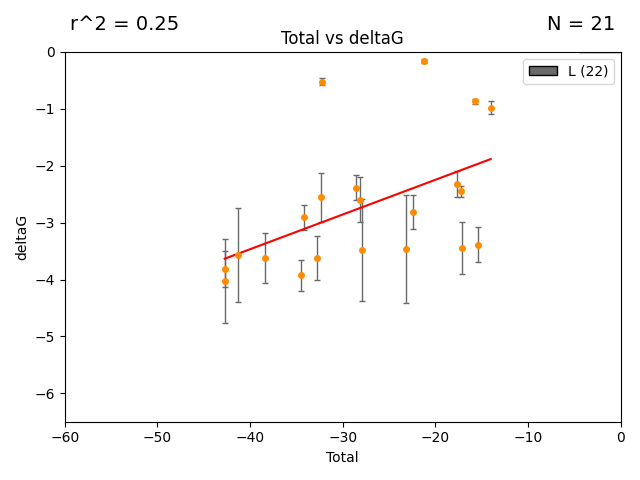 r^2 = 0.25
N = 21
Total vs deltaG
L (22)
0
−1
−2
−3
−4
−5
−6
deltaG
−60
−50
−40
−30
−20
−10
0
Total